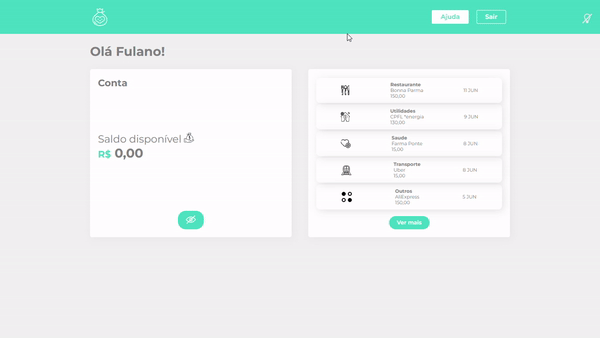 Ajuda
Sair
Olá Fulano!
Conta
Saldo disponível
R$ 0,00
Restaurante
Bonna Parma
150,00
11 JUN
Utilidades
CPFL *energia
130,00
9 JUN
Saude
Farma Ponte
15,00
8 JUN
Transporte
Uber
15,00
6 JUN
Outros
AliExpress
150,00
5 JUN
Ver mais